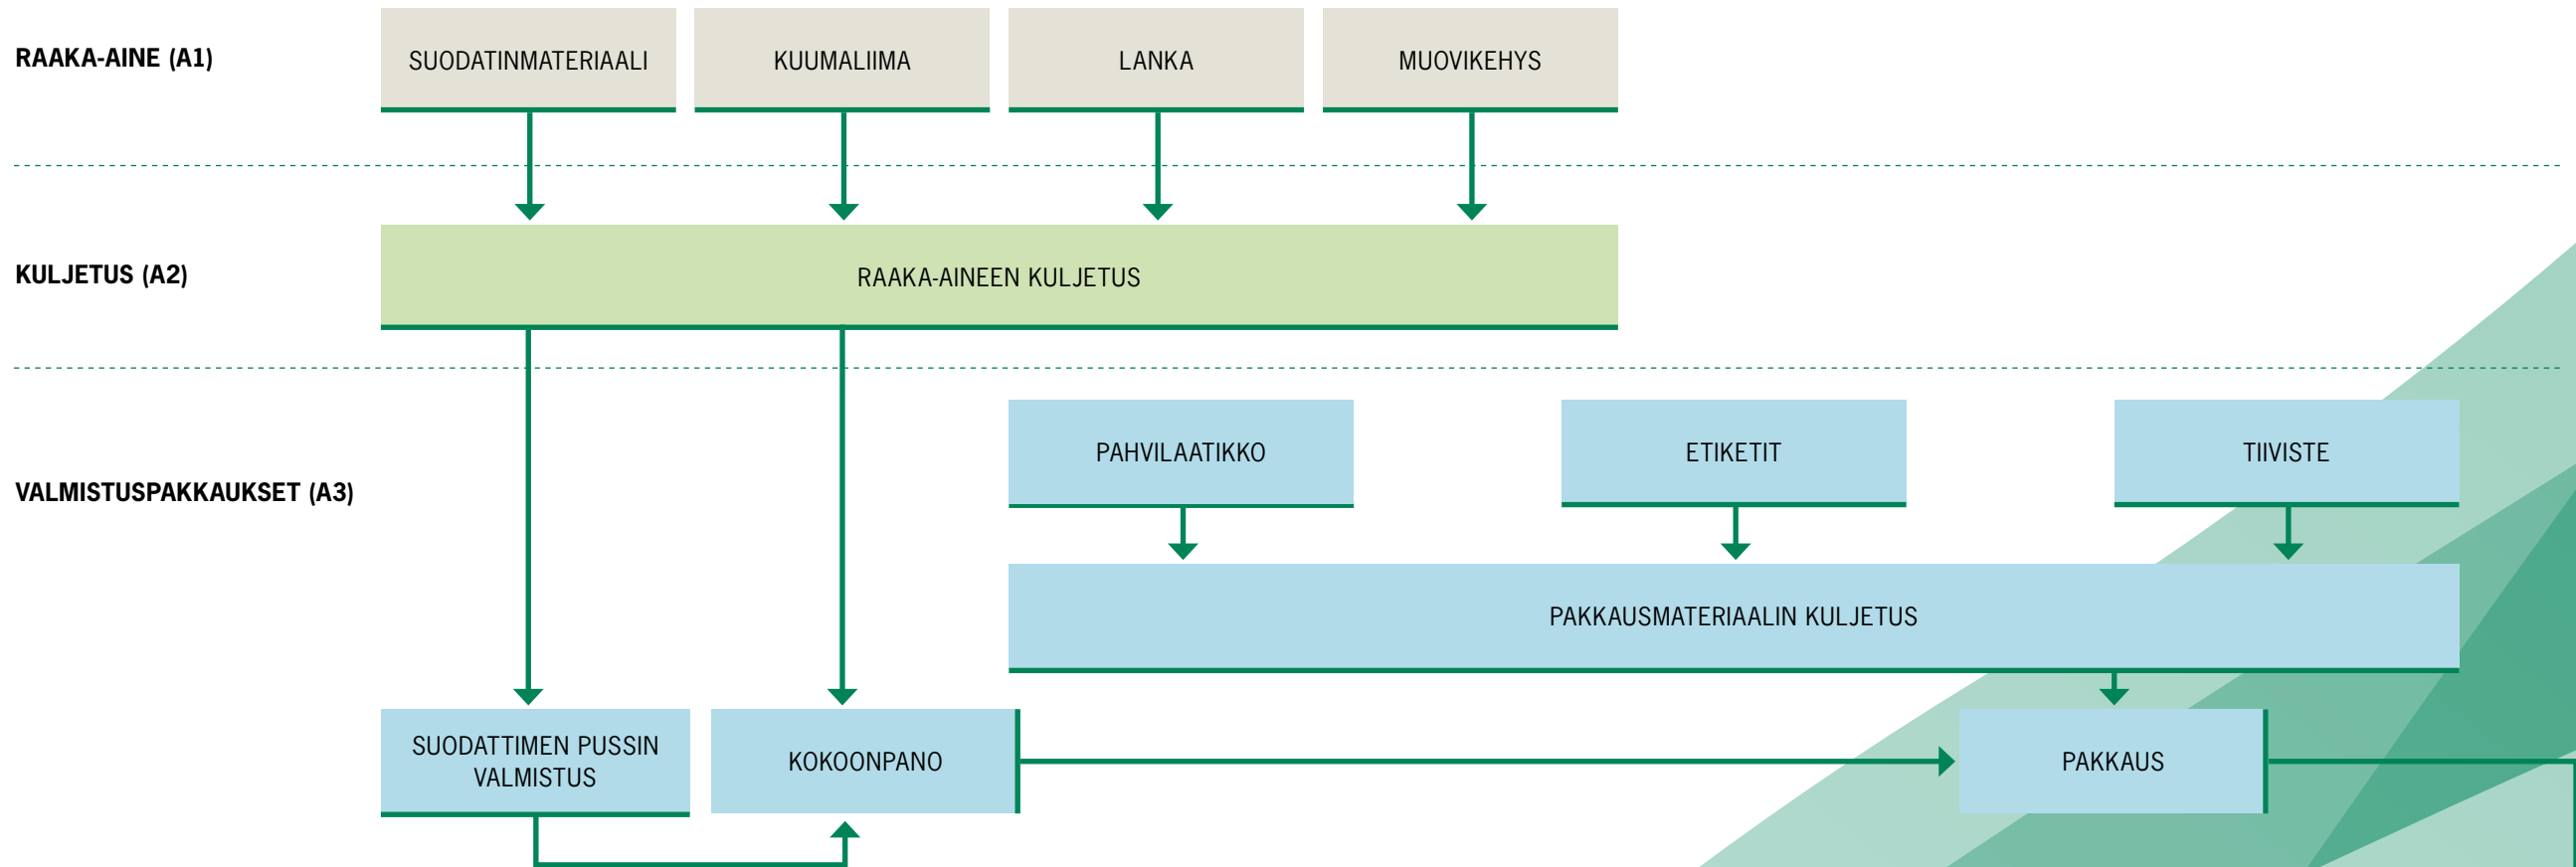 RAAKA-AINE (A1)
SUODATINMATERIAALI
KUUMALIIMA
LANKA
MUOVIKEHYS
KULJETUS (A2)
RAAKA-AINEEN KULJETUS
VALMISTUSPAKKAUKSET (A3)
PAHVILAATIKKO
ETIKETIT
TIIVISTE
PAKKAUSMATERIAALIN KULJETUS
SUODATTIMEN PUSSIN
VALMISTUS
KOKOONPANO
PAKKAUS